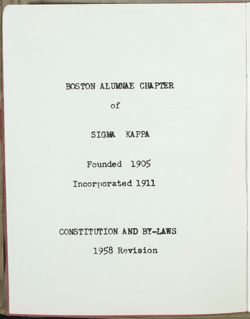 BOSTON ALUMNAE CHAPTER
of
SIGMA KAPPA
Founded 1905
Incorporated 1911
CONSTITUTION AND BY-LAWS
1958 Revision